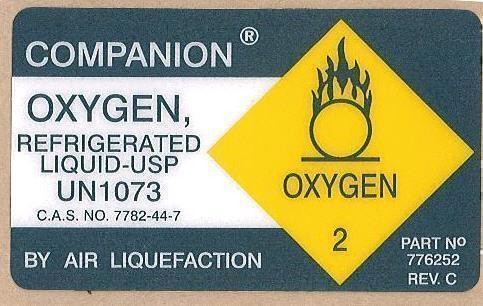 COMPANION ®
OXYGEN,
REFRIGERATED
LIQUID-USP
UN1073
C.A.S. NO. 7782-44-7
BY AIR LIQUEFACTION
OXYGEN
2
PART Nº
776252
REV. C